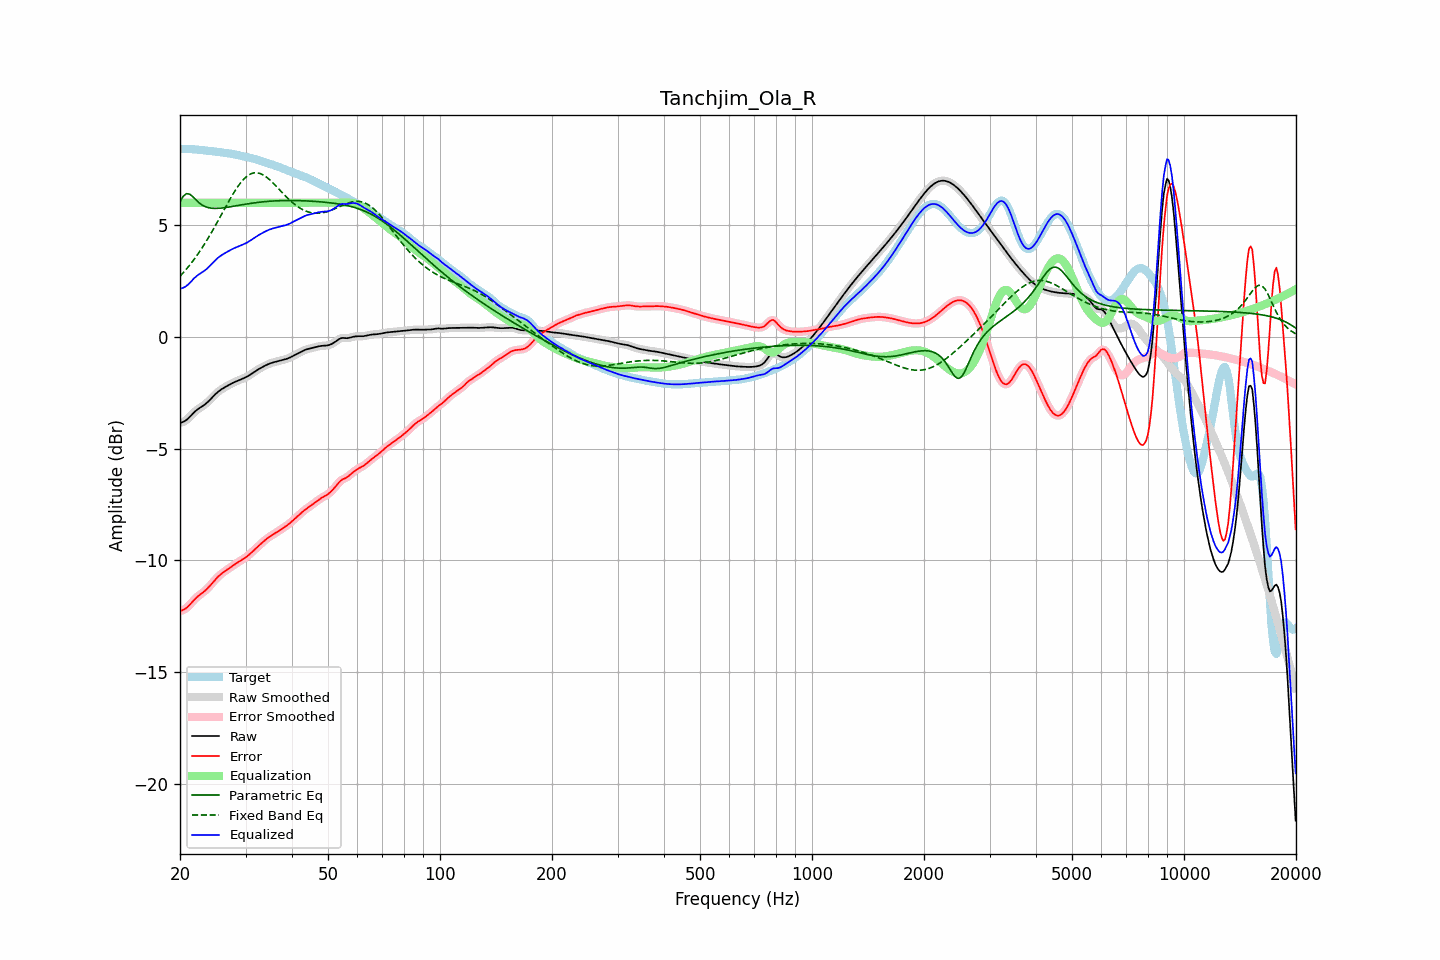 Tanchjim_Ola_R
Amplitude (dBr)
5
0
−5
−10
−15
−20
Target
Raw Smoothed
Error Smoothed
Raw
Error
Equalization
Parametric Eq
Fixed Band Eq
Equalized
20 50 100 200 500 1000 2000 5000 10000 20000
Frequency (Hz)